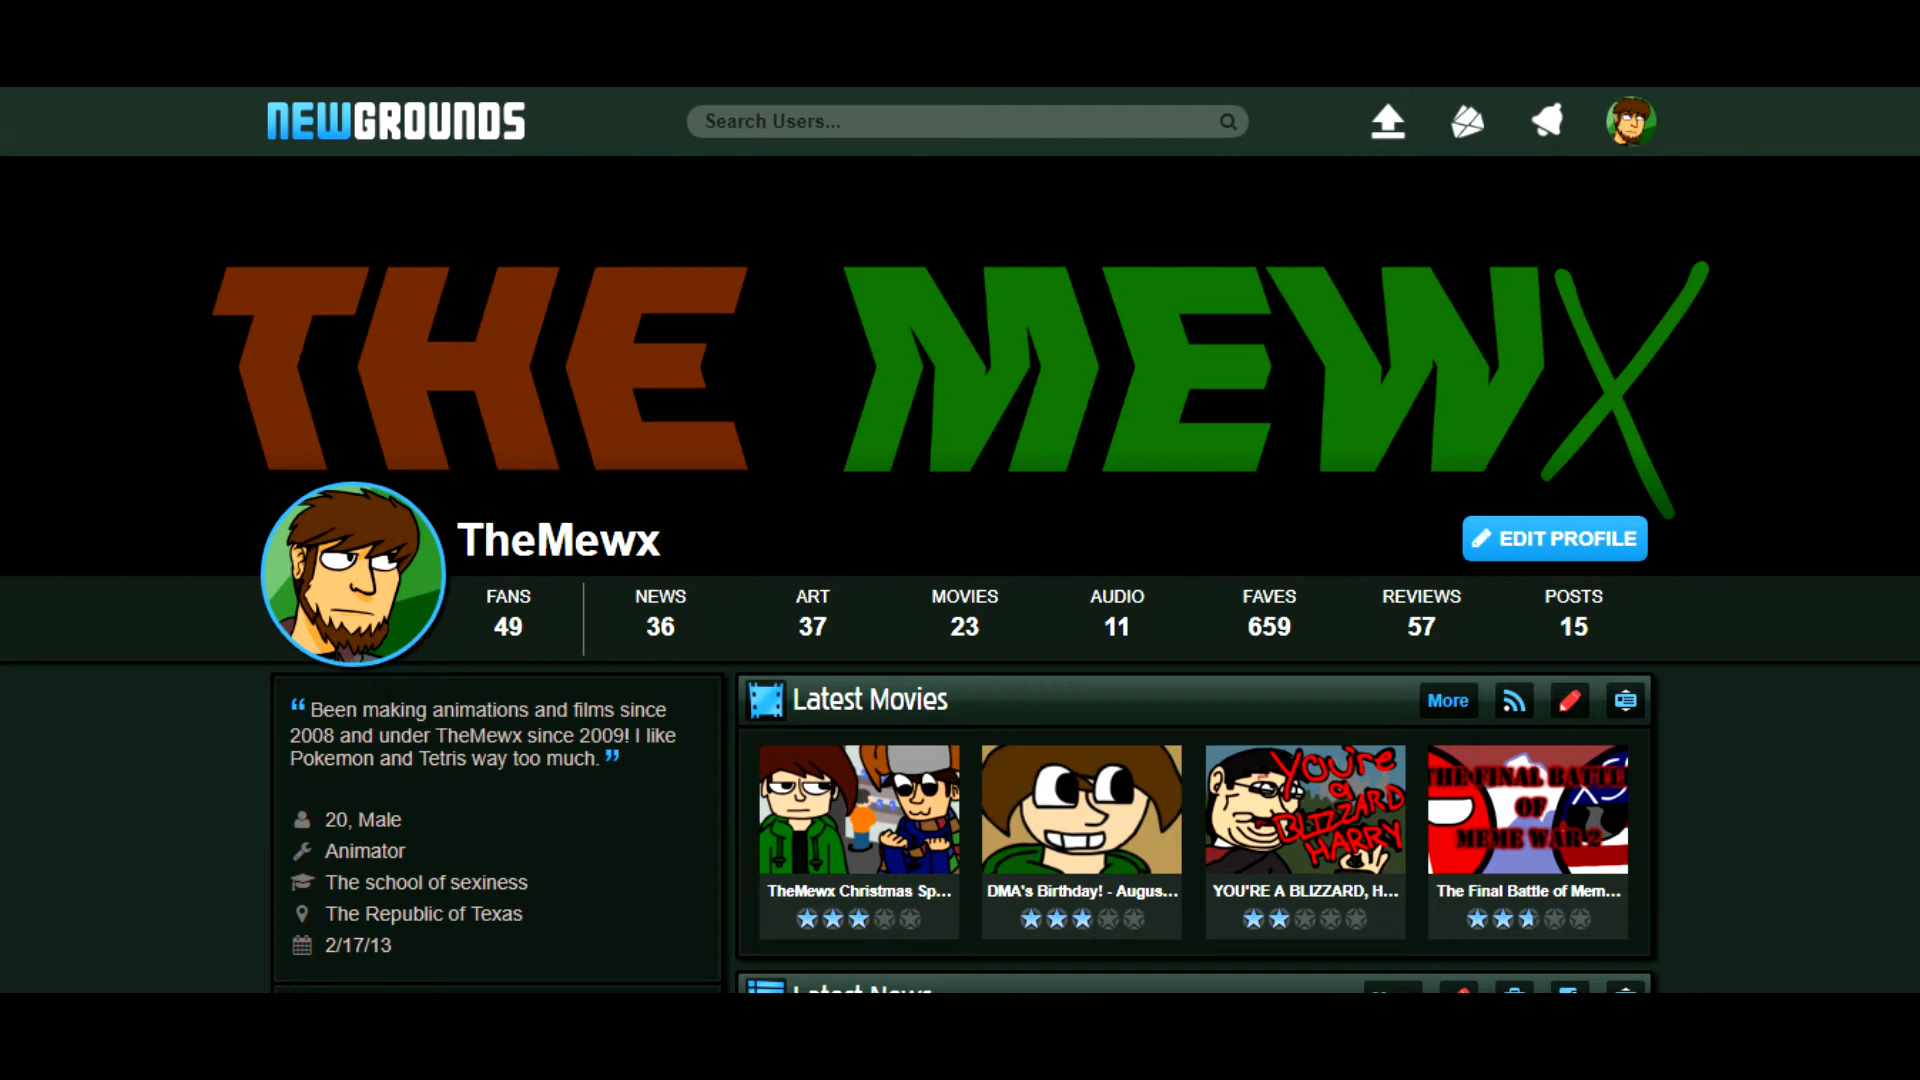 NEWGROUNDS
Search Users...
THE MEWX
TheMewx
EDIT PROFILE
FANS NEWS ART MOVIES AUDIO FAVES REVIEWS POSTS
49 36 37 23 11 659 57 15
“ Been making animations and films since
2008 and under TheMewx since 2009! I like
Pokemon and Tetris way too much. ”
20, Male
Animator
The school of sexiness
The Republic of Texas
2/17/13
Latest Movies
More
You're
a
BLIZZARD
HARRY
THE FINAL BATTLE
OF
MEME WAR 2
TheMewx Christmas Sp...
DMA's Birthday! - Augus...
YOU'RE A BLIZZARD, H...
The Final Battle of Mem...
Latest News